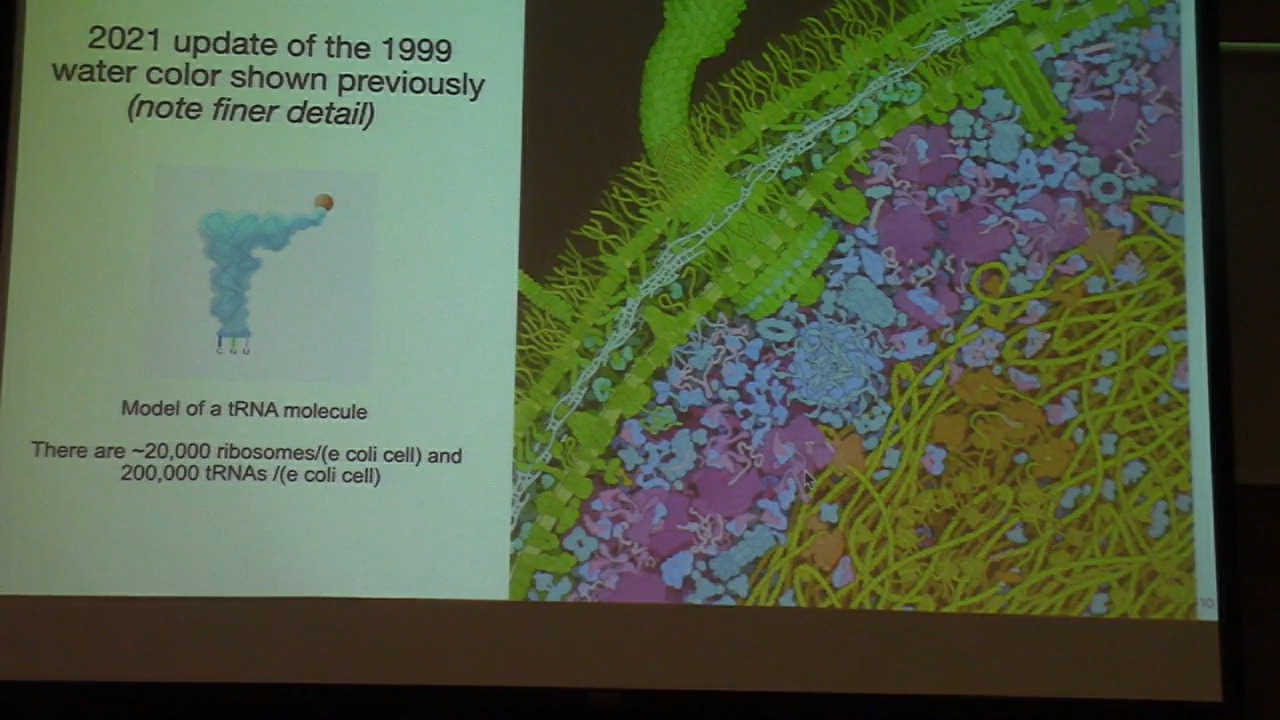 2021 update of the 1999
water color shown previously
(note finer detail)
C G U
Model of a tRNA molecule
There are ~20,000 ribosomes/(e coli cell) and
200,000 tRNAs /(e coli cell)
10